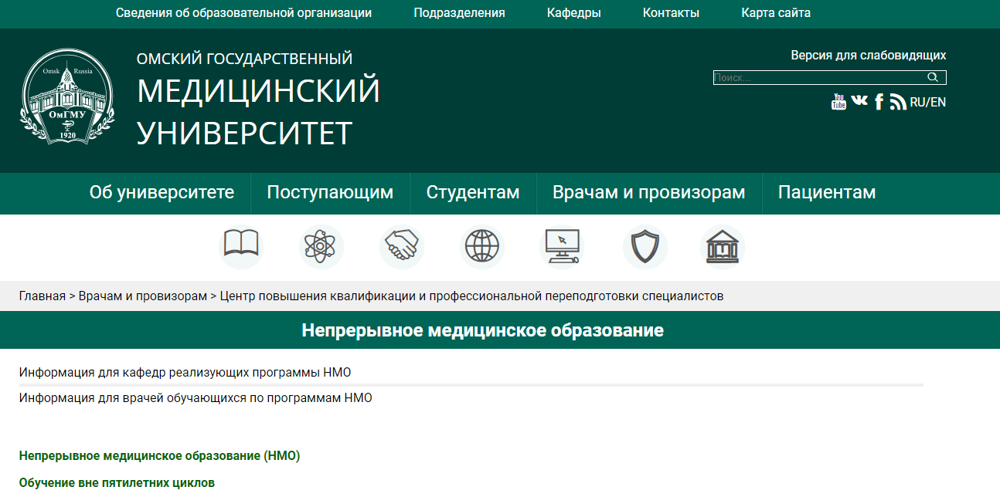 Сведения об образовательной организации Подразделения Кафедры Контакты Карта сайта
Omsk Russia
ОмГМУ
1920
ОМСКИЙ ГОСУДАРСТВЕННЫЙ
МЕДИЦИНСКИЙ
УНИВЕРСИТЕТ
Версия для слабовидящих
Поиск...
You Tube RU/EN
Об университете Поступающим Студентам Врачам и провизорам Пациентам
Главная > Врачам и провизорам > Центр повышения квалификации и профессиональной переподготовки специалистов
Непрерывное медицинское образование
Информация для кафедр реализующих программы НМО
Информация для врачей обучающихся по программам НМО
Непрерывное медицинское образование (НМО)
Обучение вне пятилетних циклов